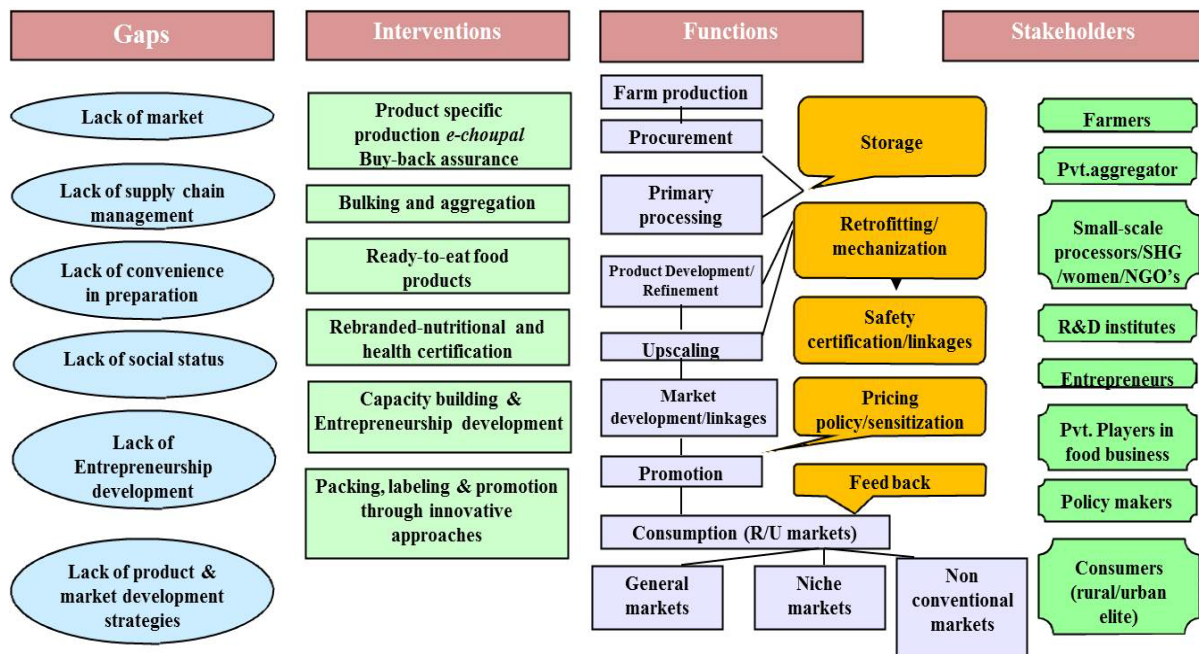 Gaps
Interventions
Functions
Stakeholders
Lack of market
Lack of supply chain
management
Lack of convenience
in preparation
Lack of social status
Lack of
Entrepreneurship
development
Lack of product &
market development
strategies
Product specific
production e-choupal
Buy-back assurance
Bulking and aggregation
Ready-to-eat food
products
Rebranded-nutritional and
health certification
Capacity building &
Entrepreneurship development
Packing, labeling & promotion
through innovative
approaches
Farm production
Procurement
Primary
processing
Product Development/
Refinement
Upscaling
Market
development/linkages
Promotion
Consumption (R/U markets)
General
markets
Niche
markets
Non
conventional
markets
Storage
Retrofitting/
mechanization
Safety
certification/linkages
Pricing
policy/sensitization
Feed back
Farmers
Pvt.aggregator
Small-scale
processors/SHG
/women/NGO's
R&D institutes
Entrepreneurs
Pvt. Players in
food business
Policy makers
Consumers
(rural/urban
elite)